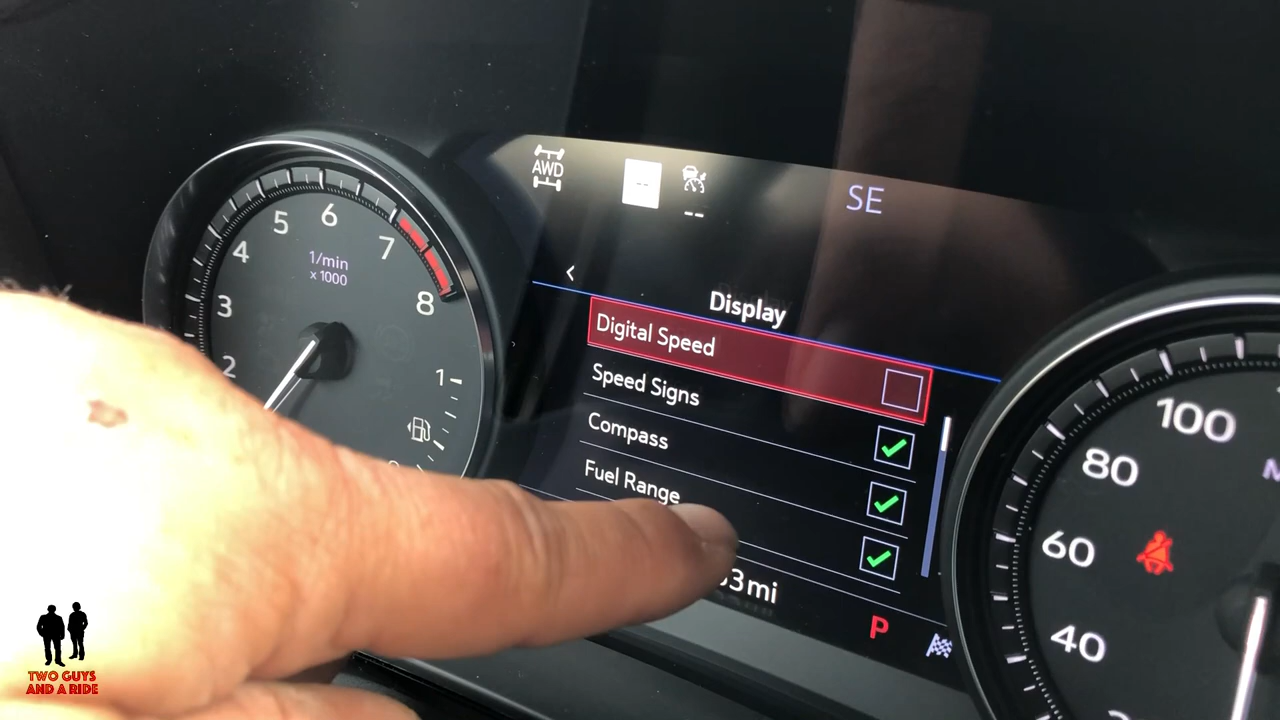 AWD
--
--
SE
Display
Digital Speed
Speed Signs
Compass
Fuel Range
3mi
P
1/min
x 1000
2
3
4
5
6
7
8
1
100
80
60
40
TWO GUYS
AND A RIDE